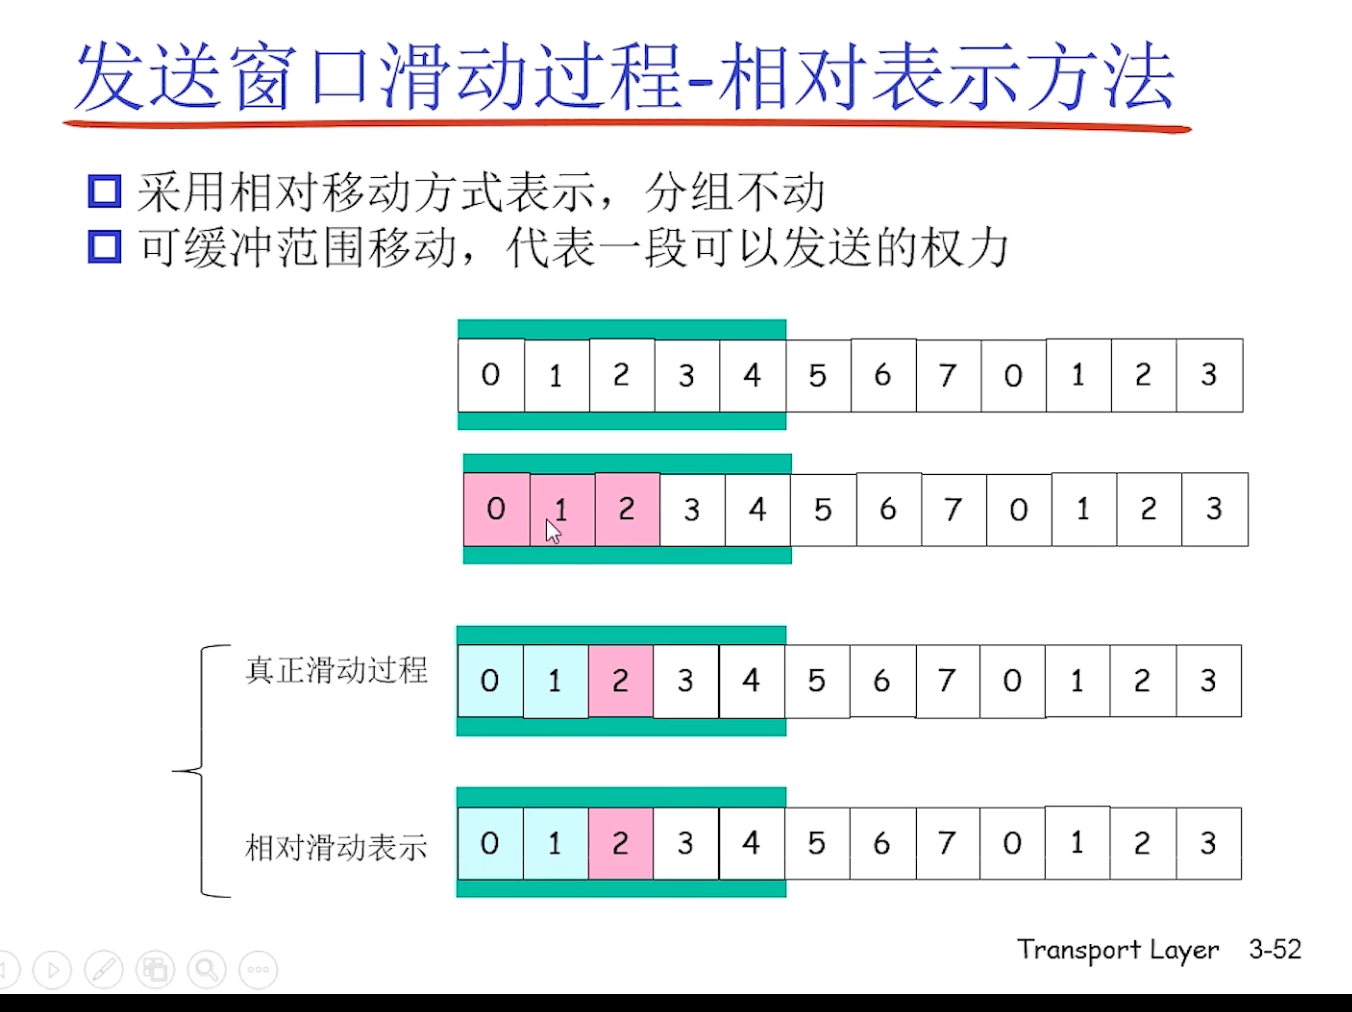 发送窗口滑动过程-相对表示方法
采用相对移动方式表示，分组不动
可缓冲范围移动，代表一段可以发送的权力
0 1 2 3 4 5 6 7 0 1 2 3
0 1 2 3 4 5 6 7 0 1 2 3
真正滑动过程 0 1 2 3 4 5 6 7 0 1 2 3
相对滑动表示 0 1 2 3 4 5 6 7 0 1 2 3
Transport Layer 3-52